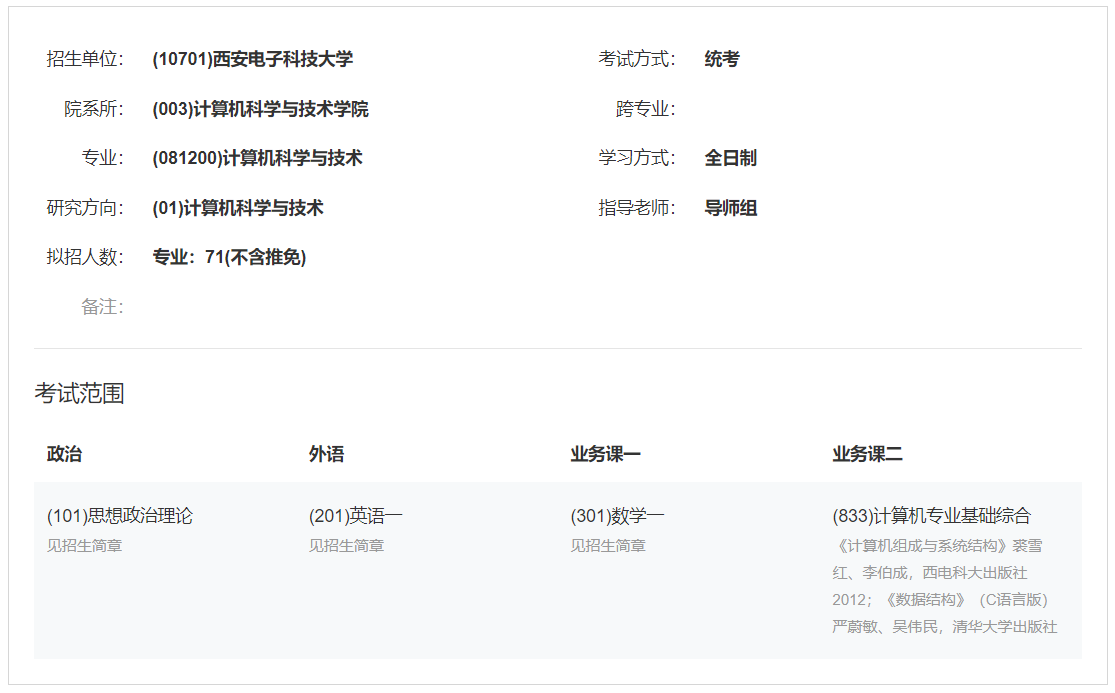 招生单位： (10701)西安电子科技大学 考试方式： 统考
院系所： (003)计算机科学与技术学院 跨专业：
专业： (081200)计算机科学与技术 学习方式： 全日制
研究方向： (01)计算机科学与技术 指导老师： 导师组
拟招人数： 专业：71(不含推免)
备注：
考试范围
政治 外语 业务课一 业务课二
(101)思想政治理论 (201)英语一 (301)数学一 (833)计算机专业基础综合
见招生简章 见招生简章 见招生简章 《计算机组成与系统结构》裘雪
红、李伯成，西电科大出版社
2012；《数据结构》（C语言版）
严蔚敏、吴伟民，清华大学出版社